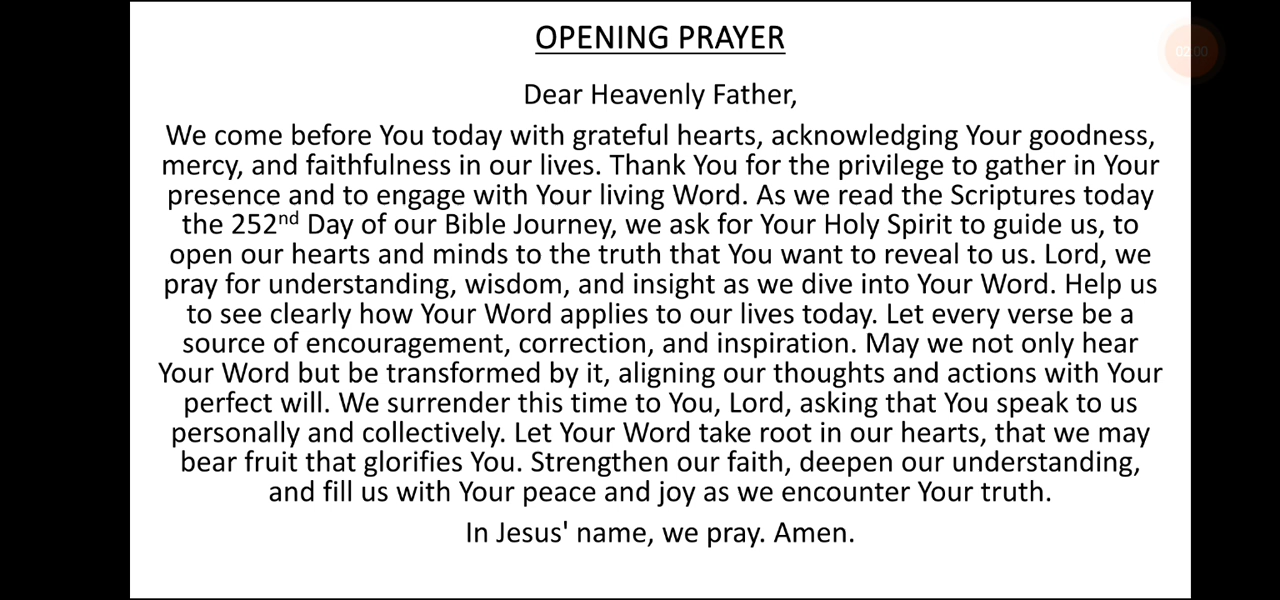 OPENING PRAYER
02:00
Dear Heavenly Father,
We come before You today with grateful hearts, acknowledging Your goodness,
mercy, and faithfulness in our lives. Thank You for the privilege to gather in Your
presence and to engage with Your living Word. As we read the Scriptures today
the 252nd Day of our Bible Journey, we ask for Your Holy Spirit to guide us, to
open our hearts and minds to the truth that You want to reveal to us. Lord, we
pray for understanding, wisdom, and insight as we dive into Your Word. Help us
to see clearly how Your Word applies to our lives today. Let every verse be a
source of encouragement, correction, and inspiration. May we not only hear
Your Word but be transformed by it, aligning our thoughts and actions with Your
perfect will. We surrender this time to You, Lord, asking that You speak to us
personally and collectively. Let Your Word take root in our hearts, that we may
bear fruit that glorifies You. Strengthen our faith, deepen our understanding,
and fill us with Your peace and joy as we encounter Your truth.
In Jesus' name, we pray. Amen.